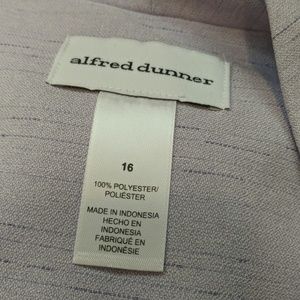 alfred dunner
16
100% POLYESTER/
POLIÉSTER
MADE IN INDONESIA
HECHO EN
INDONESIA
FABRIQUÉ EN
INDONÉSIE